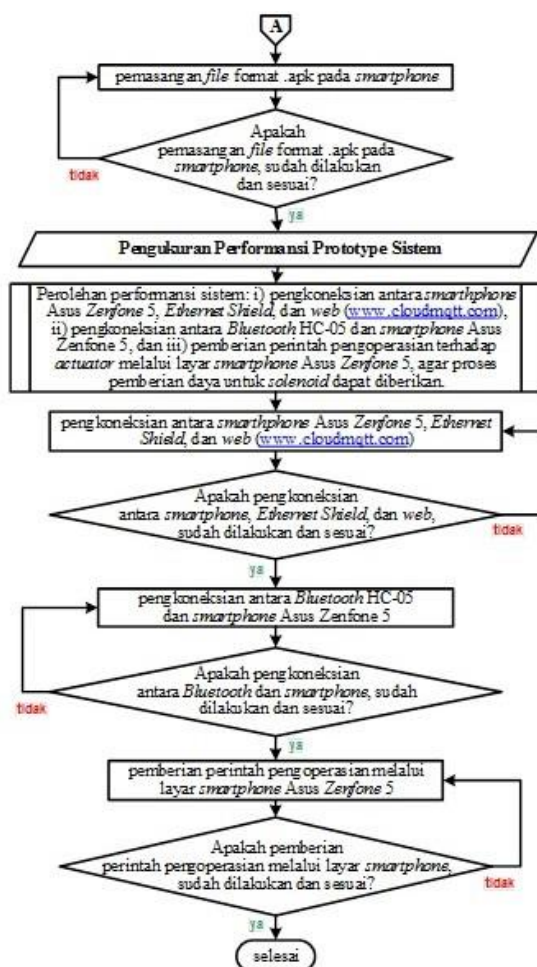 A
pemasangan file format .apk pada smartphone
Apakah
pemasangan file format .apk pada
smartphone, sudah dilakukan
dan sesuai?
tidak
ya
Pengukuran Performansi Prototype Sistem
Perolehan performansi sistem: i) pengkoneksian antara smarthphone
Asus Zenfone 5, Ethernet Shield, dan web (www.cloudmqtt.com),
ii) pengkoneksian antara Bluetooth HC-05 dan smartphone Asus
Zenfone 5, dan iii) pemberian perintah pengoperasian terhadap
actuator melalui layar smartphone Asus Zenfone 5, agar proses
pemberian daya untuk solenoid dapat diberikan.
pengkoneksian antara smarthphone Asus Zenfone 5, Ethernet
Shield, dan web (www.cloudmqtt.com)
Apakah pengkoneksian
antara smartphone, Ethernet Shield, dan web,
sudah dilakukan dan sesuai?
tidak
ya
pengkoneksian antara Bluetooth HC-05
dan smartphone Asus Zenfone 5
Apakah pengkoneksian
antara Bluetooth dan smartphone, sudah
dilakukan dan sesuai?
tidak
ya
pemberian perintah pengoperasian melalui
layar smartphone Asus Zenfone 5
Apakah pemberian
perintah pengoperasian melalui layar smartphone,
sudah dilakukan dan sesuai?
tidak
ya
selesai